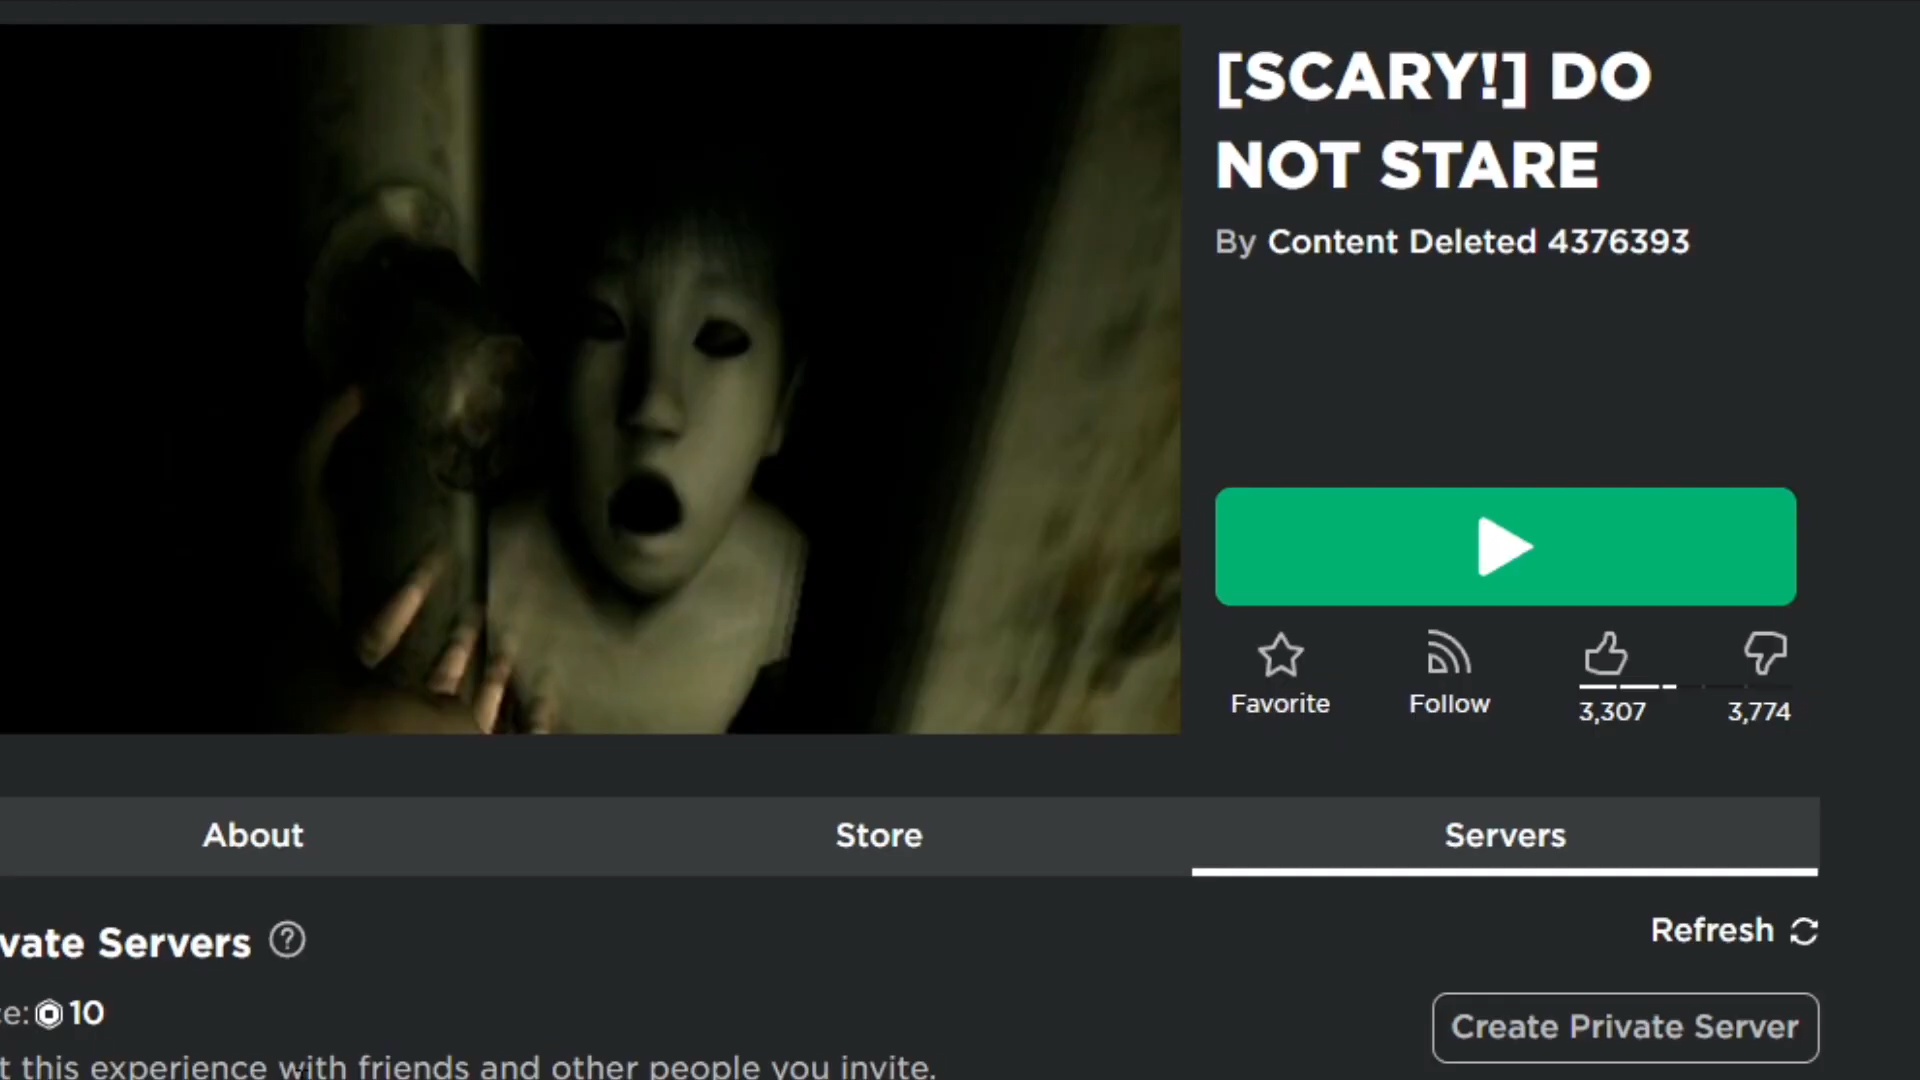 [SCARY!] DO
NOT STARE
By Content Deleted 4376393
Favorite
Follow
3,307
3,774
About
Store
Servers
vate Servers
Refresh
e: 10
Create Private Server
t this experience with friends and other people you invite.